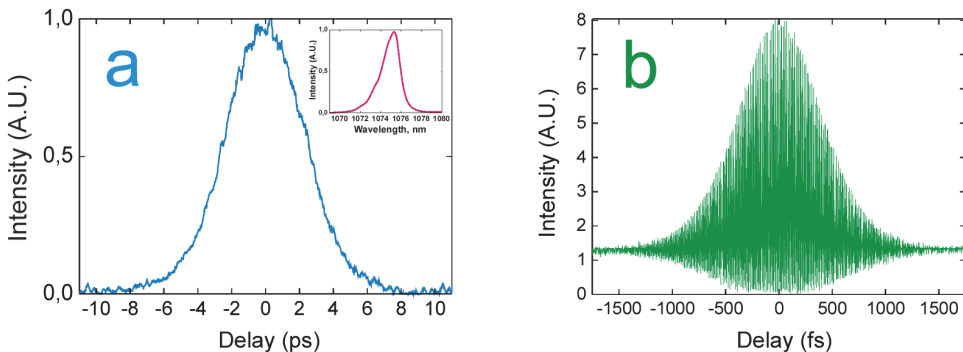 a
Intensity (A.U.)
1,0
0,5
0,0
-10 -8 -6 -4 -2 0 2 4 6 8 10
Delay (ps)
Intensity (A.U.)
1,0
0,5
0,0
1070 1072 1074 1076 1078 1080
Wavelength, nm
b
Intensity (A.U.)
8
7
6
5
4
3
2
1
0
-1500 -1000 -500 0 500 1000 1500
Delay (fs)